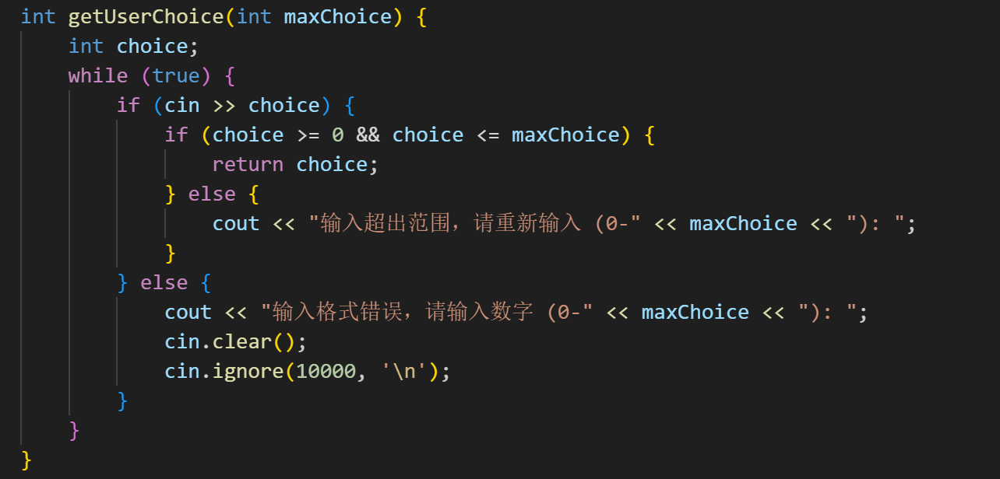 int getUserChoice(int maxChoice) {
    int choice;
    while (true) {
        if (cin >> choice) {
            if (choice >= 0 && choice <= maxChoice) {
                return choice;
            } else {
                cout << "输入超出范围，请重新输入 (0-" << maxChoice << "): ";
            }
        } else {
            cout << "输入格式错误，请输入数字 (0-" << maxChoice << "): ";
            cin.clear();
            cin.ignore(10000, '\n');
        }
    }
}